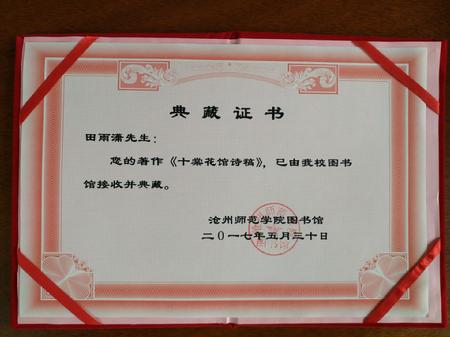 典藏证书
田雨潇先生：
您的著作《十棠花馆诗稿》，已由我校图书
馆接收并典藏。
沧州师范学院图书馆
二〇一七年五月三十日